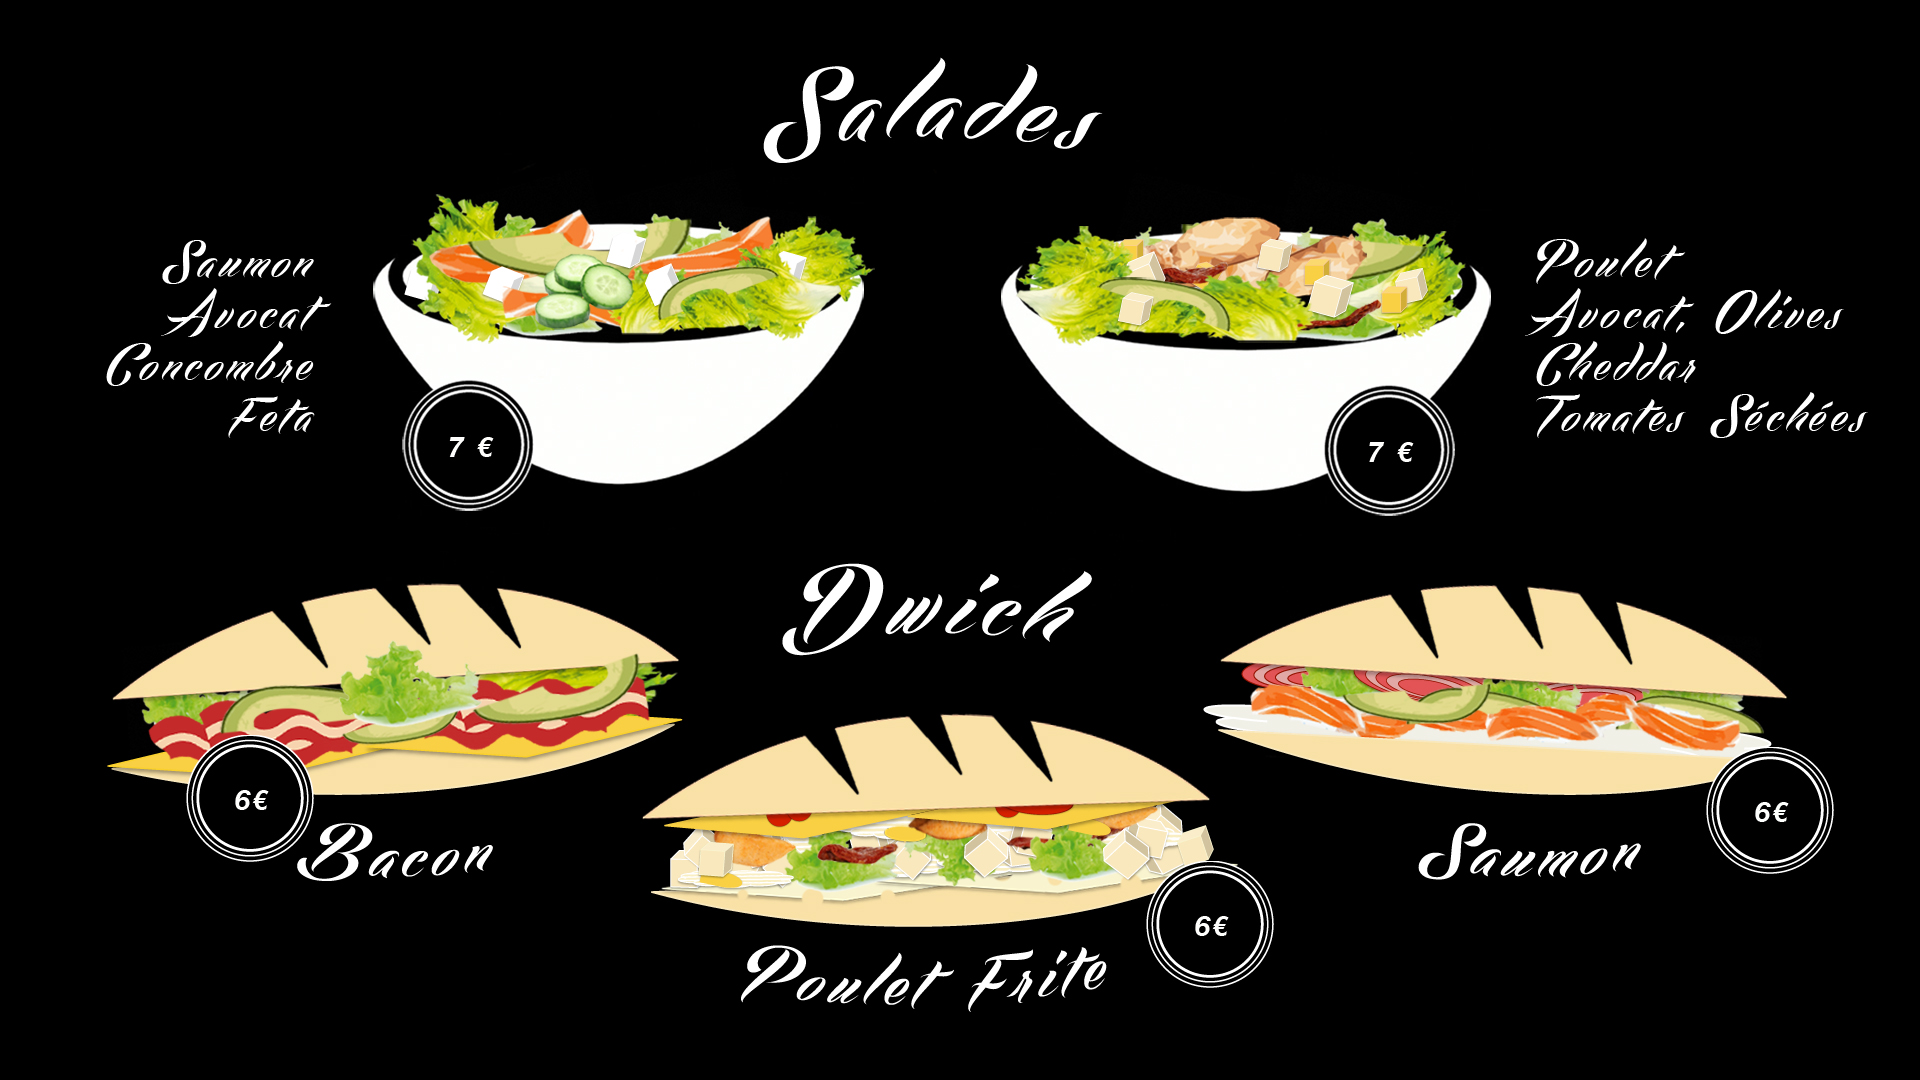 Salades
Saumon
Avocat
Concombre
Feta
7 €
Poulet
Avocat, Olives
Cheddar
Tomates Séchées
7 €
Dwich
6€
Bacon
6€
Poulet Frite
6€
Saumon